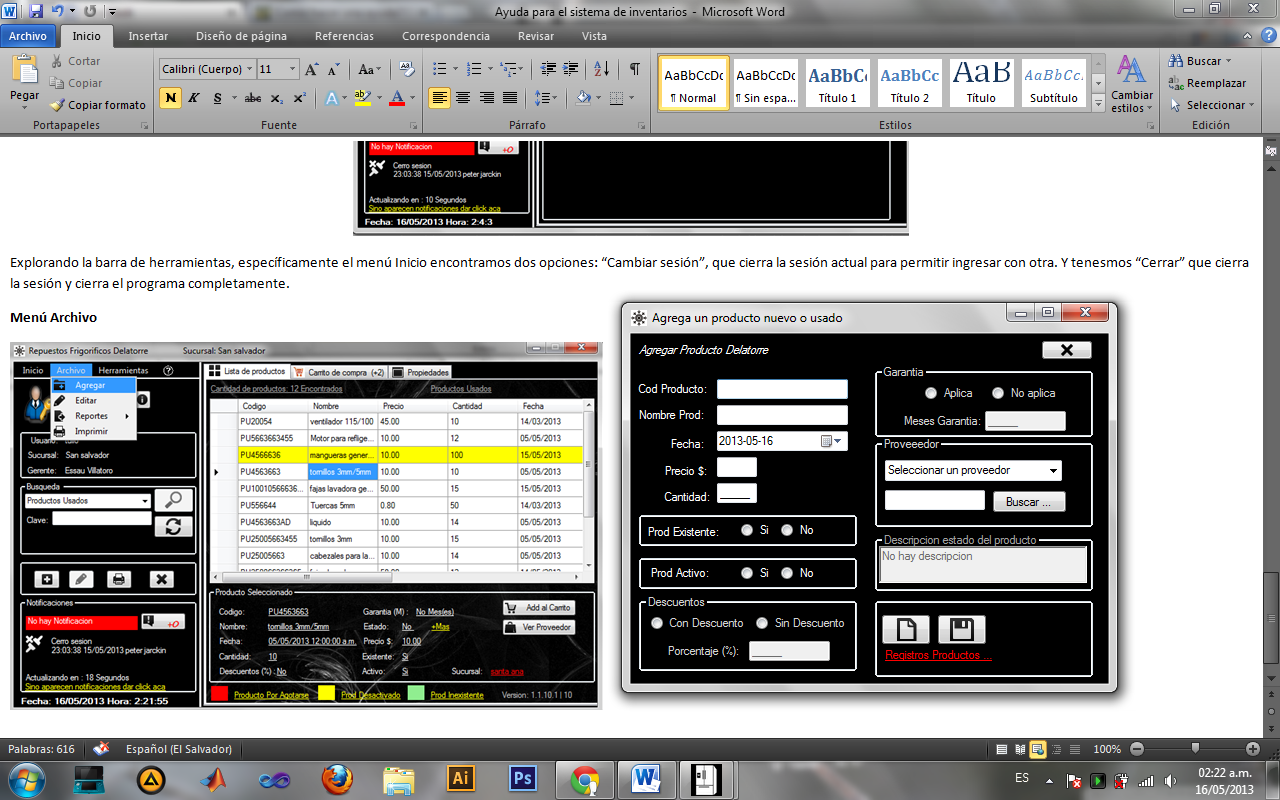 Ayuda para el sistema de inventarios - Microsoft Word
Archivo Inicio Insertar Diseño de página Referencias Correspondencia Revisar Vista
Pegar
Cortar
Copiar
Copiar formato
Portapapeles
Calibri (Cuerpo) 11
N K S abc x₂ x² Aa
Fuente
Párrafo
AaBbCcDc AaBbCcDc AaBbCc AaBbCc AaB AaBbCc.
¶ Normal ¶ Sin espa... Título 1 Título 2 Título Subtítulo
Cambiar estilos
Estilos
Buscar
Reemplazar
Seleccionar
Edición
No hay Notificacion
+0
Cerro sesion
23:03:38 15/05/2013 peter jarckin
Actualizando en : 10 Segundos
Sino aparecen notificaciones dar click aca
Fecha: 16/05/2013 Hora: 2:4:3
Explorando la barra de herramientas, específicamente el menú Inicio encontramos dos opciones: “Cambiar sesión”, que cierra la sesión actual para permitir ingresar con otra. Y tenesmos “Cerrar” que cierra
la sesión y cierra el programa completamente.
Menú Archivo
Repuestos Frigorificos Delatorre Sucursal: San salvador
Inicio Archivo Herramientas
Agregar
Editar
Reportes
Imprimir
Sucursal: San salvador
Gerente: Essau Villatoro
Busqueda
Productos Usados
Clave:
Notificaciones
No hay Notificacion
+0
Cerro sesion
23:03:38 15/05/2013 peter jarckin
Actualizando en : 18 Segundos
Sino aparecen notificaciones dar click aca
Fecha: 16/05/2013 Hora: 2:21:55
Lista de productos Carrito de compra (+2) Propiedades
Cantidad de productos: 12 Encontrados Productos Usados
Codigo Nombre Precio Cantidad Fecha
PU20054 ventilador 115/100 45.00 10 14/03/2013
PU5663663455 Motor para reflige... 10.00 12 05/05/2013
PU4566636 mangueras gener... 10.00 100 15/05/2013
PU4563663 tornillos 3mm/5mm 10.00 10 05/05/2013
PU10010566636... fajas lavadora ge... 50.00 15 15/05/2013
PU556644 Tuercas 5mm 0.80 50 14/03/2013
PU4563663AD liquido 10.00 14 05/05/2013
PU25005663455 tornillos 3mm 10.00 15 05/05/2013
PU25005663 cabezales para la... 10.00 14 05/05/2013
Producto Seleccionado
Codigo: PU4563663 Garantia (M) : No Mes(es)
Nombre: tornillos 3mm/5mm Estado: No +Mas
Fecha: 05/05/2013 12:00:00 a.m. Precio $: 10.00
Cantidad: 10 Existente: Si
Descuentos (%) : No Activo: Si Sucursal: santa ana
Add al Carrito
Ver Proveedor
Producto Por Agotarse Prod Desactivado Prod Inexistente Version: 1.1.10.1 | 10
Agrega un producto nuevo o usado
Agregar Producto Delatorre
Cod Producto:
Nombre Prod:
Fecha: 2013-05-16
Precio $:
Cantidad:
Prod Existente: Si No
Prod Activo: Si No
Descuentos
Con Descuento Sin Descuento
Porcentaje (%):
Garantia
Aplica No aplica
Meses Garantia:
Proveeedor
Seleccionar un proveedor
Buscar ...
Descripcion estado del producto
No hay descripcion
Registros Productos ...
Palabras: 616 Español (El Salvador) 100%
Ai Ps W
ES
02:22 a.m.
16/05/2013